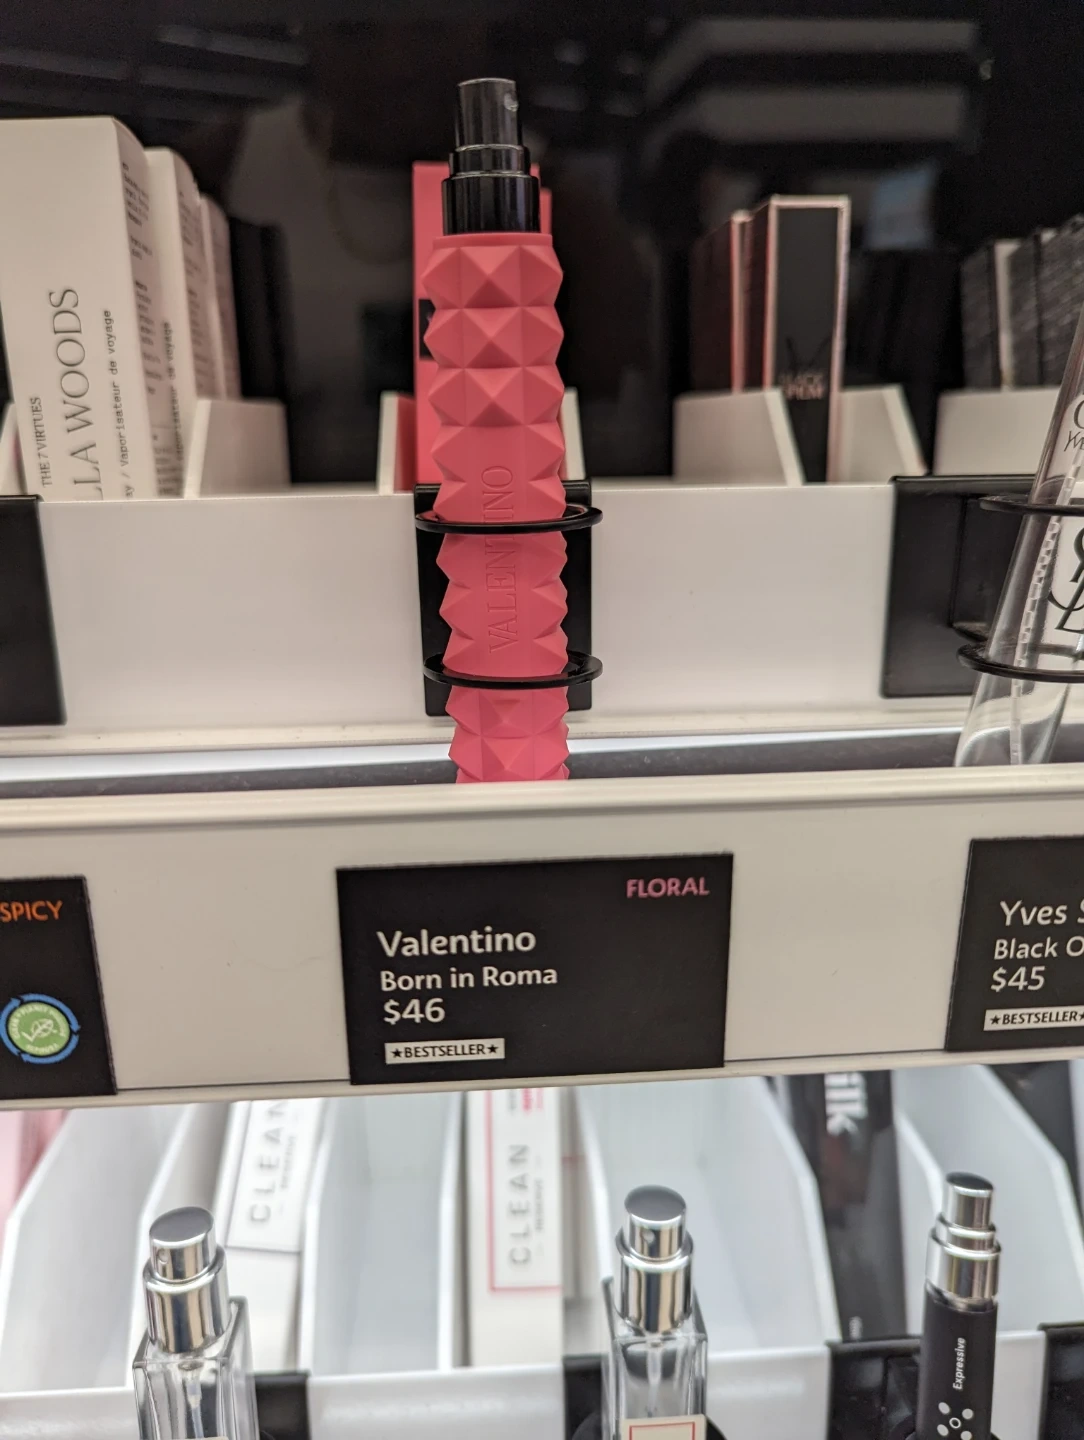 THE 7 VIRTUES
LLA WOODS
Vaporisateur de voyage
VALENTINO
SPICY
FLORAL
Valentino
Born in Roma
$46
★BESTSELLER★
Yves
Black
$45
★BESTSELLER★
CLEAN
CLEAN
Expressive